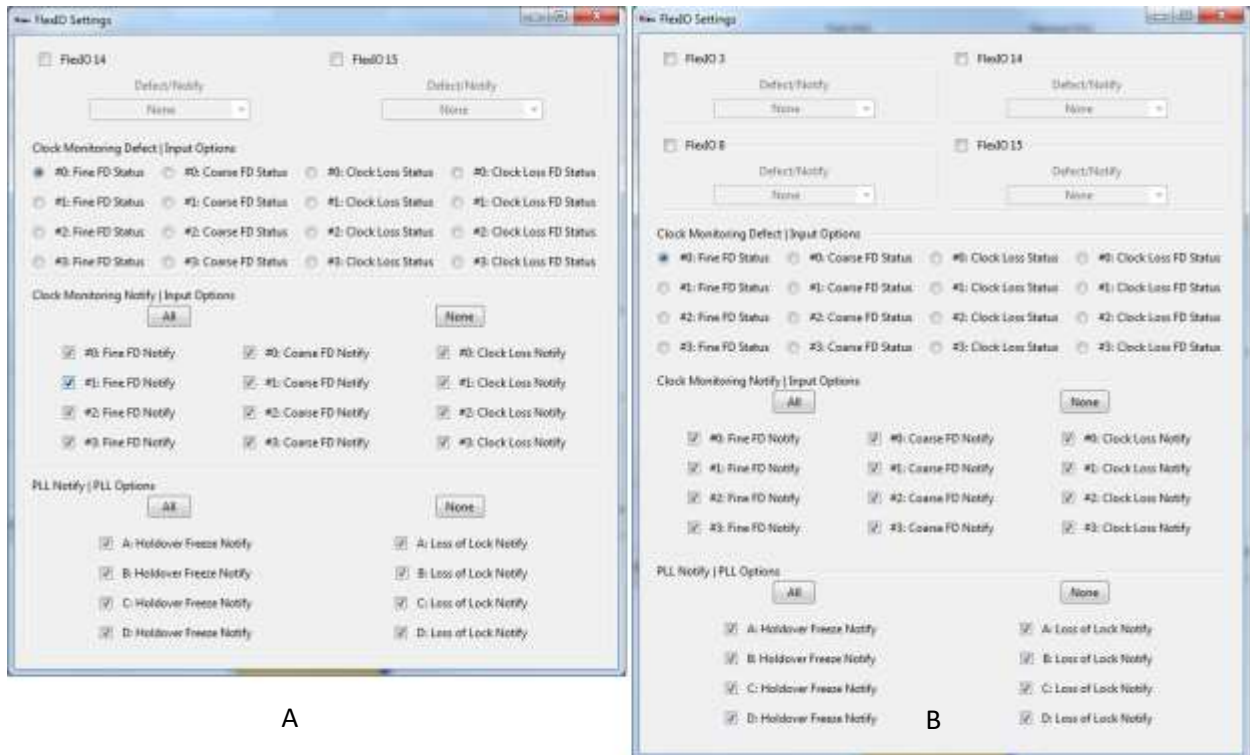 FlexIO Settings
FlexIO 14 FlexIO 15
Defect/Notify Defect/Notify
None None
Clock Monitoring Defect | Input Options
#0: Fine FD Status #0: Coarse FD Status #0: Clock Loss Status #0: Clock Loss FD Status
#1: Fine FD Status #1: Coarse FD Status #1: Clock Loss Status #1: Clock Loss FD Status
#2: Fine FD Status #2: Coarse FD Status #2: Clock Loss Status #2: Clock Loss FD Status
#3: Fine FD Status #3: Coarse FD Status #3: Clock Loss Status #3: Clock Loss FD Status
Clock Monitoring Notify | Input Options
All None
#0: Fine FD Notify #0: Coarse FD Notify #0: Clock Loss Notify
#1: Fine FD Notify #1: Coarse FD Notify #1: Clock Loss Notify
#2: Fine FD Notify #2: Coarse FD Notify #2: Clock Loss Notify
#3: Fine FD Notify #3: Coarse FD Notify #3: Clock Loss Notify
PLL Notify | PLL Options
All None
A: Holdover Freeze Notify A: Loss of Lock Notify
B: Holdover Freeze Notify B: Loss of Lock Notify
C: Holdover Freeze Notify C: Loss of Lock Notify
D: Holdover Freeze Notify D: Loss of Lock Notify
A
FlexIO Settings
FlexIO 3 FlexIO 14
Defect/Notify Defect/Notify
None None
FlexIO 8 FlexIO 15
Defect/Notify Defect/Notify
None None
Clock Monitoring Defect | Input Options
#0: Fine FD Status #0: Coarse FD Status #0: Clock Loss Status #0: Clock Loss FD Status
#1: Fine FD Status #1: Coarse FD Status #1: Clock Loss Status #1: Clock Loss FD Status
#2: Fine FD Status #2: Coarse FD Status #2: Clock Loss Status #2: Clock Loss FD Status
#3: Fine FD Status #3: Coarse FD Status #3: Clock Loss Status #3: Clock Loss FD Status
Clock Monitoring Notify | Input Options
All None
#0: Fine FD Notify #0: Coarse FD Notify #0: Clock Loss Notify
#1: Fine FD Notify #1: Coarse FD Notify #1: Clock Loss Notify
#2: Fine FD Notify #2: Coarse FD Notify #2: Clock Loss Notify
#3: Fine FD Notify #3: Coarse FD Notify #3: Clock Loss Notify
PLL Notify | PLL Options
All None
A: Holdover Freeze Notify A: Loss of Lock Notify
B: Holdover Freeze Notify B: Loss of Lock Notify
C: Holdover Freeze Notify C: Loss of Lock Notify
D: Holdover Freeze Notify D: Loss of Lock Notify
B